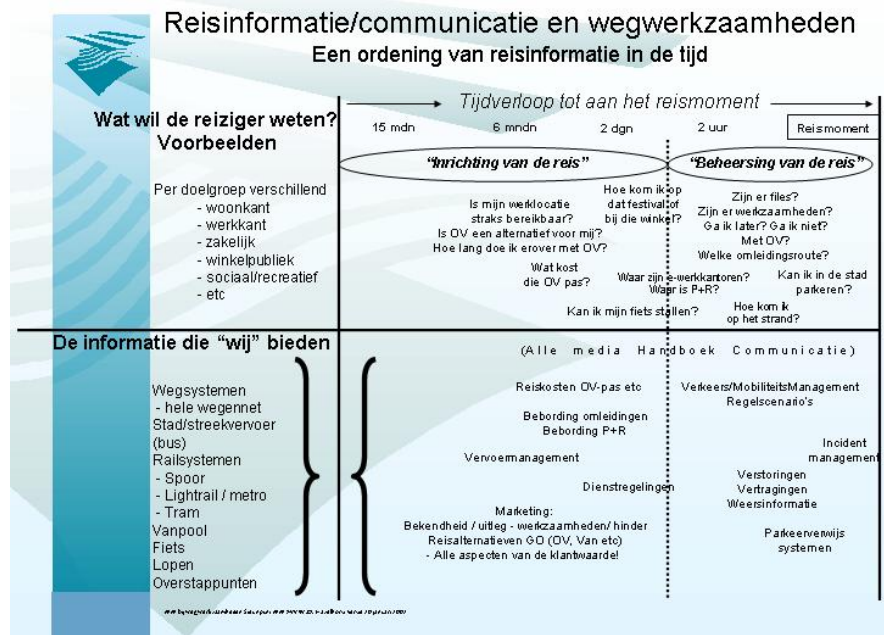 Reisinformatie/communicatie en wegwerkzaamheden
Een ordening van reisinformatie in de tijd
Tijdverloop tot aan het reismoment
Wat wil de reiziger weten?
Voorbeelden
15 mdn
6 mndn
2 dgn
2 uur
Reismoment
"Inrichting van de reis"
"Beheersing van de reis"
Per doelgroep verschillend
- woonkant
- werkkant
- zakelijk
- winkelpubliek
- sociaal/recreatief
- etc
Is mijn werklocatie
straks bereikbaar?
Is OV een alternatief voor mij?
Hoe lang doe ik erover met OV?
Hoe kom ik op
dat festival of
bij die winkel?
Wat kost
die OV pas?
Waar zijn e-werkkantoren?
Waar is P+R?
Kan ik mijn fiets stallen?
Zijn er files?
Zijn er werkzaamheden?
Ga ik later? Ga ik niet?
Met OV?
Welke omleidingsroute?
Kan ik in de stad
parkeren?
Hoe kom ik
op het strand?
De informatie die "wij" bieden
(Alle media Handboek Communicatie)
Wegsystemen
- hele wegennet
Stad/streekvervoer
(bus)
Railsystemen
- Spoor
- Lightrail / metro
- Tram
Vanpool
Fiets
Lopen
Overstappunten
Reiskosten OV-pas etc
Bebording omleidingen
Bebording P+R
Vervoermanagement
Dienstregelingen
Marketing:
Bekendheid / uitleg - werkzaamheden/ hinder
Reisalternatieven GO (OV, Van etc)
- Alle aspecten van de klantwaarde!
Verkeers/MobiliteitsManagement
Regelscenario's
Incident
management
Verstoringen
Vertragingen
Weersinformatie
Parkeerverwijs
systemen